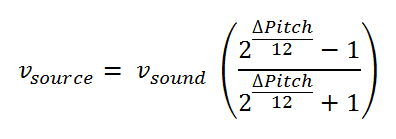 v_source = v_sound ( (2^(ΔPitch/12) − 1) / (2^(ΔPitch/12) + 1) )